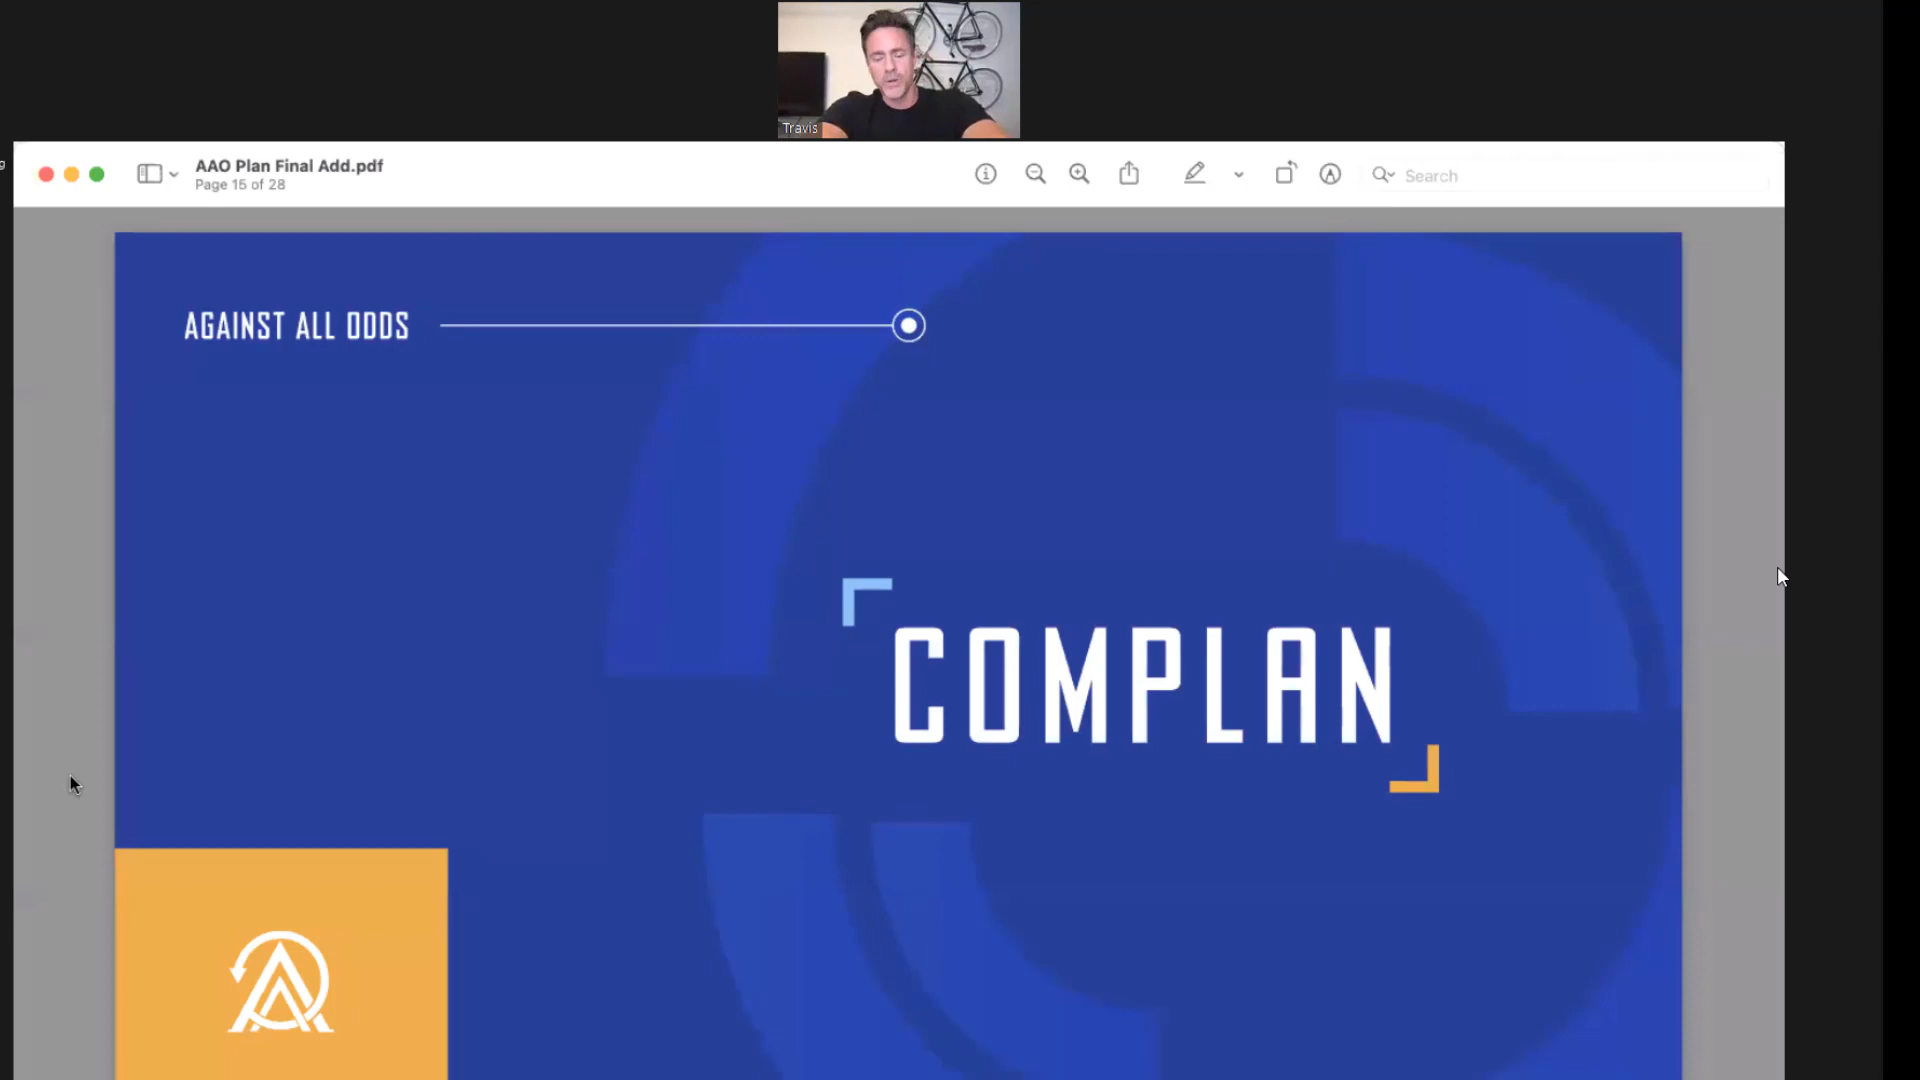 Travis
g
AAO Plan Final Add.pdf
Page 15 of 28
Search
AGAINST ALL ODDS
COMPLAN